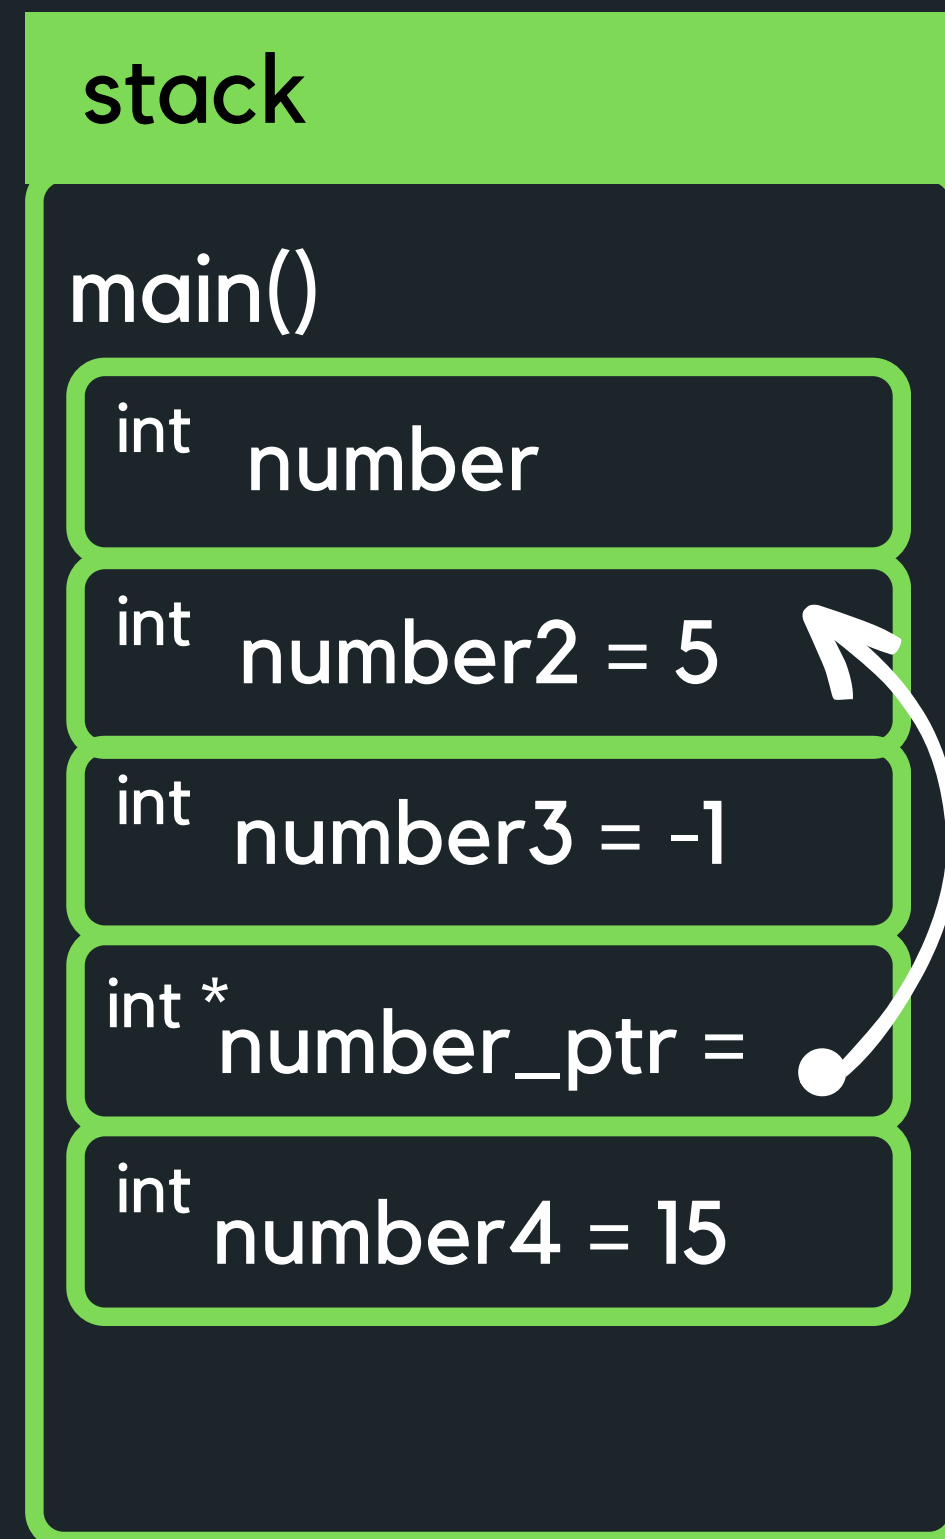 stack
main()
int number
int number2 = 5
int number3 = -1
int * number_ptr =
int number4 = 15